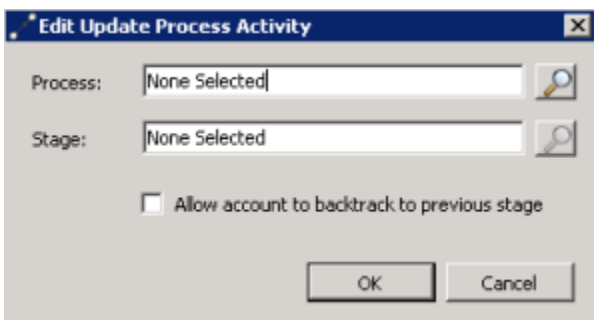 Edit Update Process Activity
Process: None Selected
Stage: None Selected
Allow account to backtrack to previous stage
OK Cancel